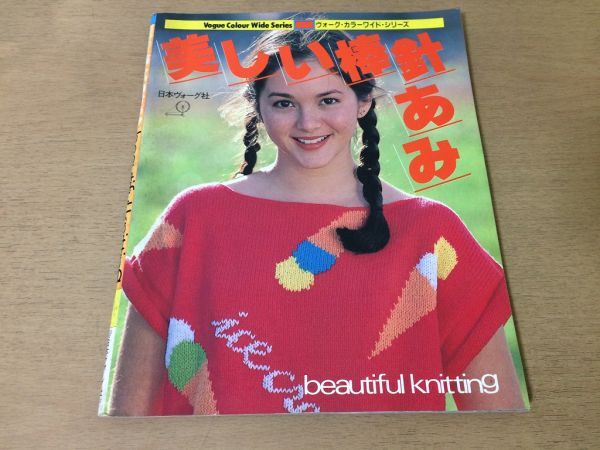 Vogue Colour Wide Series
ヴォーグ・カラーワイド・シリーズ
美しい棒針
あみ
日本ヴォーグ社
beautiful knitting